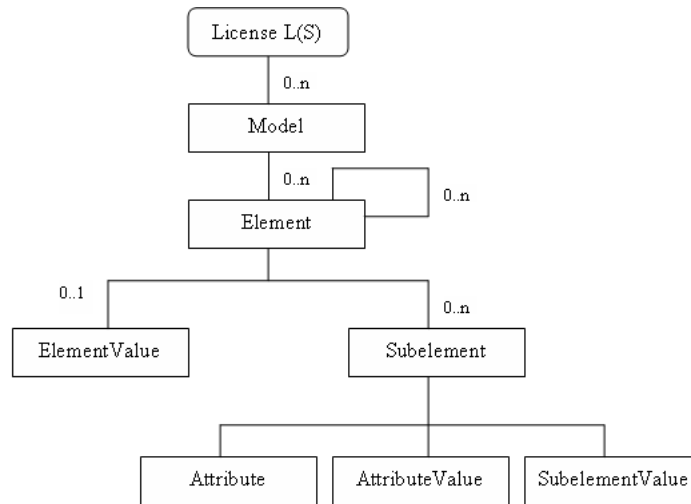 License L(S)
0..n
Model
0..n
0..n
Element
0..1
0..n
ElementValue
Subelement
Attribute
AttributeValue
SubelementValue